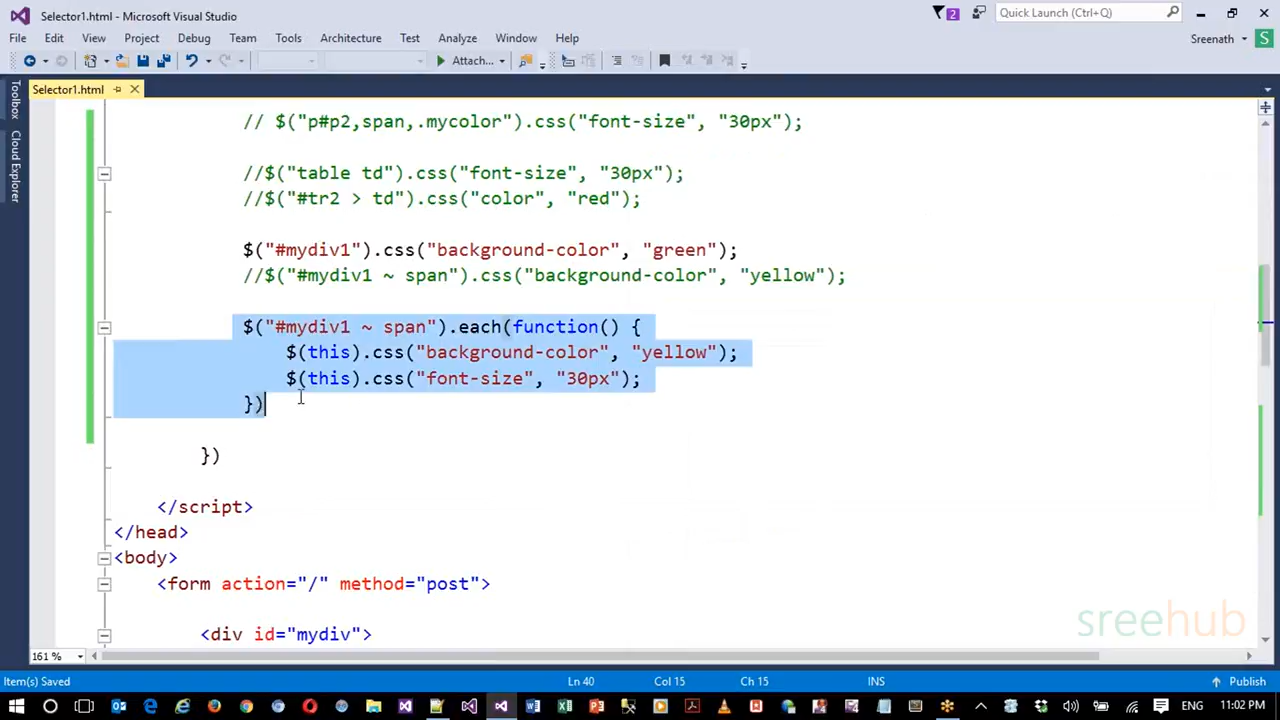 Selector1.html - Microsoft Visual Studio
2
Quick Launch (Ctrl+Q)
File Edit View Project Debug Team Tools Architecture Test Analyze Window Help
Sreenath S
Attach...
Toolbox
Cloud Explorer
Selector1.html
// $("p#p2,span,.mycolor").css("font-size", "30px");
//$("table td").css("font-size", "30px");
//$("#tr2 > td").css("color", "red");
$("#mydiv1").css("background-color", "green");
//$("#mydiv1 ~ span").css("background-color", "yellow");
$("#mydiv1 ~ span").each(function() {
$(this).css("background-color", "yellow");
$(this).css("font-size", "30px");
})
})
</script>
</head>
<body>
<form action="/" method="post">
<div id="mydiv">
sreehub
161 %
Item(s) Saved Ln 40 Col 15 Ch 15 INS Publish
ENG 11:02 PM